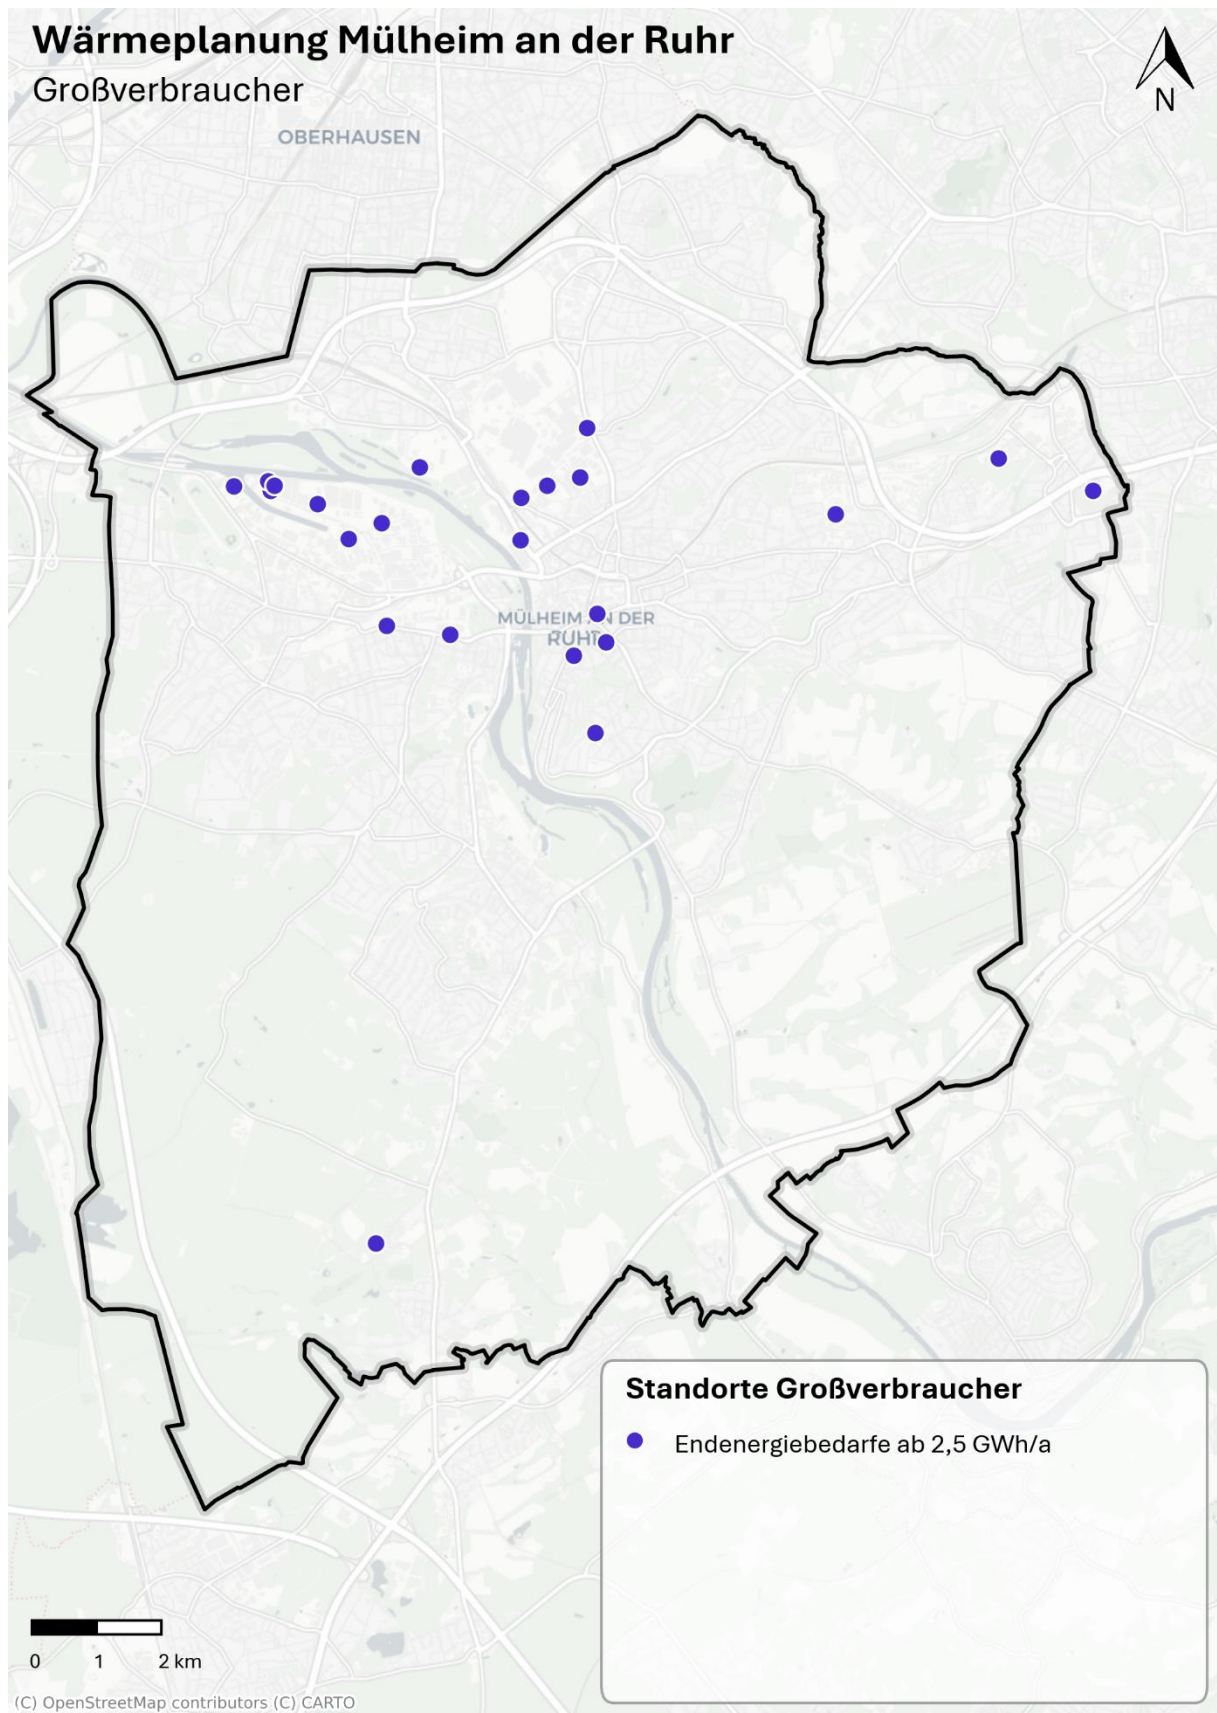 Wärmeplanung Mülheim an der Ruhr
Großverbraucher
N
OBERHAUSEN
MÜLHEIM AN DER
RUHR
Standorte Großverbraucher
Endenergiebedarfe ab 2,5 GWh/a
0 1 2 km
(C) OpenStreetMap contributors (C) CARTO